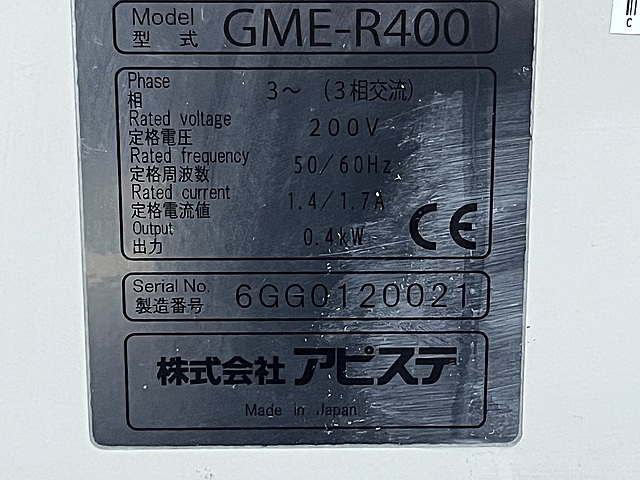 Model
型式 GME-R400
Phase
相 3～ (3相交流)
Rated voltage
定格電圧 200V
Rated frequency
定格周波数 50/60Hz
Rated current
定格電流値 1.4/1.7A
Output
出力 0.4kW
CE
Serial No.
製造番号 6GG0120021
株式会社 アピステ
Made in Japan
C